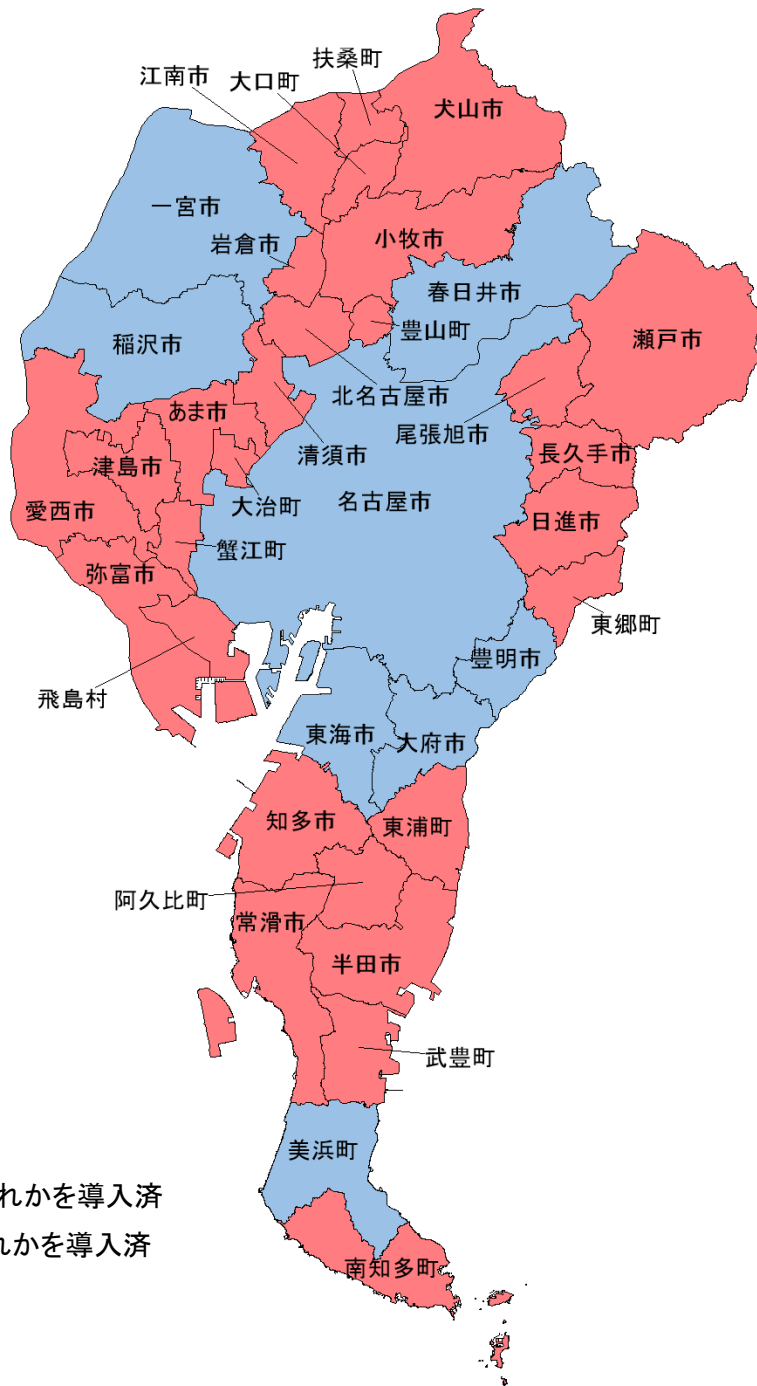 扶桑町
江南市
大口町
犬山市
一宮市
岩倉市
小牧市
春日井市
豊山町
稲沢市
瀬戸市
北名古屋市
あま市
尾張旭市
清須市
長久手市
津島市
大治町
名古屋市
愛西市
日進市
蟹江町
弥富市
東郷町
豊明市
飛島村
東海市
大府市
知多市
東浦町
阿久比町
常滑市
半田市
武豊町
美浜町
れかを導入済
れかを導入済
南知多町